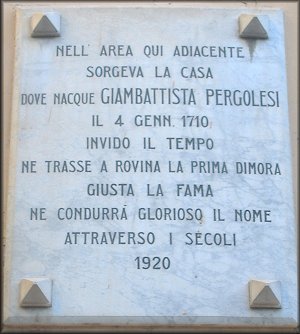 NELL' AREA QUI ADIACENTE
SORGEVA LA CASA
DOVE NACQUE GIAMBATTISTA PERGOLESI
IL 4 GENN. 1710
INVIDO IL TEMPO
NE TRASSE A ROVINA LA PRIMA DIMORA
GIUSTA LA FAMA
NE CONDURRÀ GLORIOSO IL NOME
ATTRAVERSO I SECOLI
1920